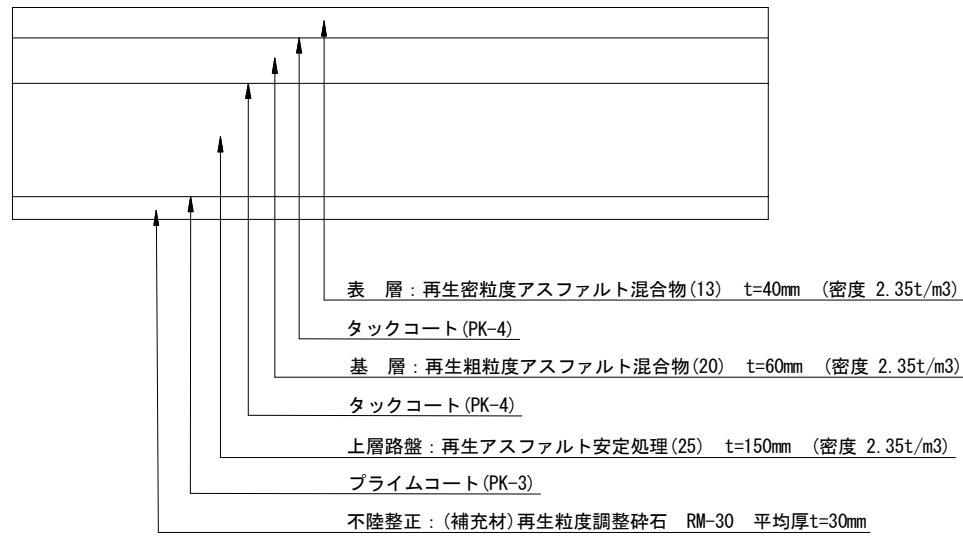 表　層：再生密粒度アスファルト混合物(13)　t=40mm　(密度 2.35t/m3)
タックコート(PK-4)
基　層：再生粗粒度アスファルト混合物(20)　t=60mm　(密度 2.35t/m3)
タックコート(PK-4)
上層路盤：再生アスファルト安定処理(25)　t=150mm　(密度 2.35t/m3)
プライムコート(PK-3)
不陸整正：(補充材)再生粒度調整砕石　RM-30　平均厚t=30mm